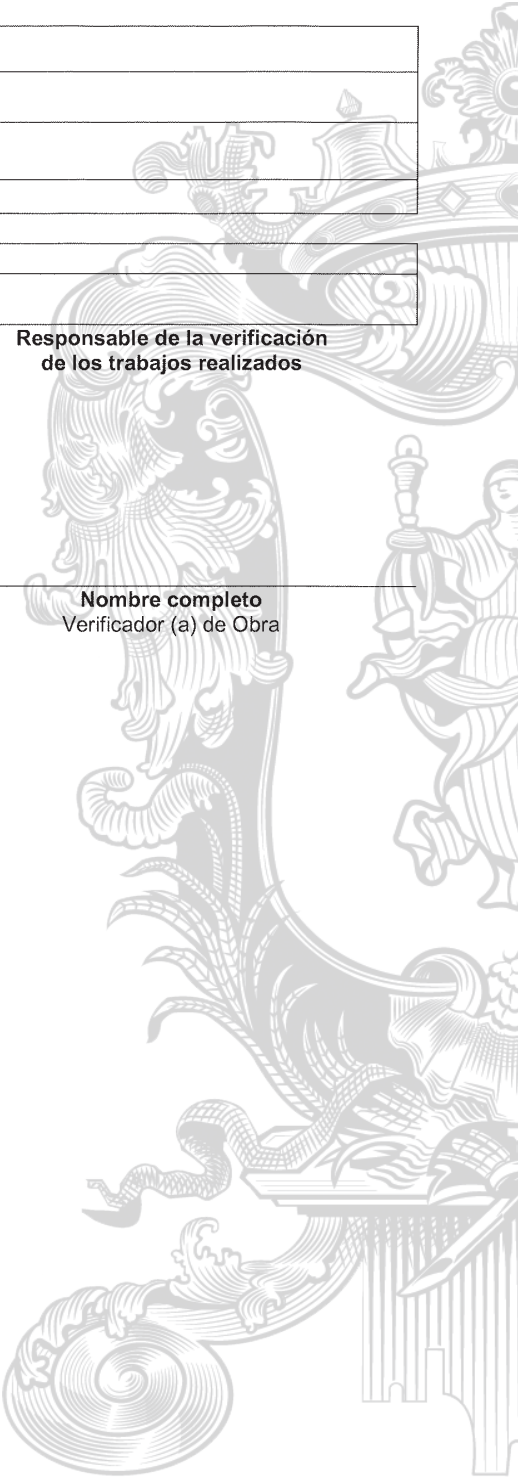 Responsable de la verificación
de los trabajos realizados
Nombre completo
Verificador (a) de Obra